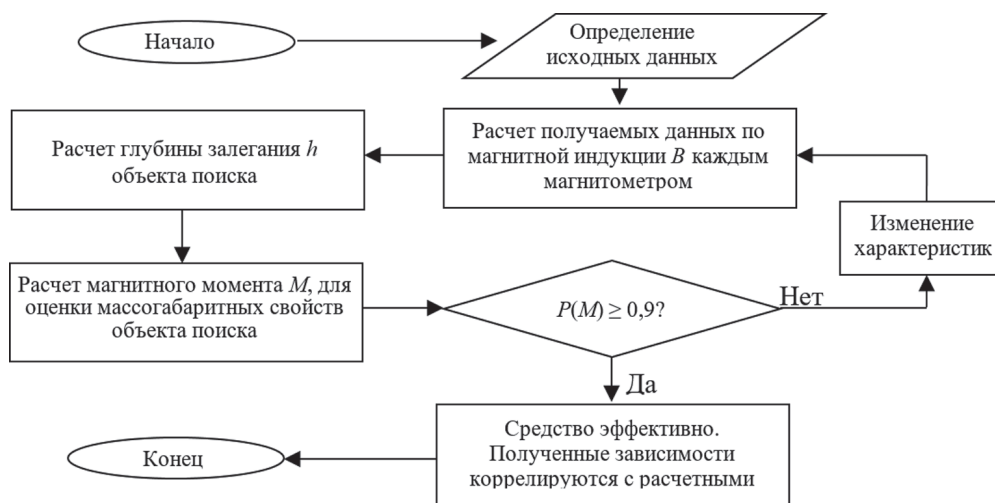 Начало
Определение
исходных данных
Расчет получаемых данных по
магнитной индукции B каждым
магнитометром
Расчет глубины залегания h
объекта поиска
Расчет магнитного момента M, для
оценки массогабаритных свойств
объекта поиска
P(M) ≥ 0,9?
Нет
Изменение
характеристик
Да
Средство эффективно.
Полученные зависимости
коррелируются с расчетными
Конец